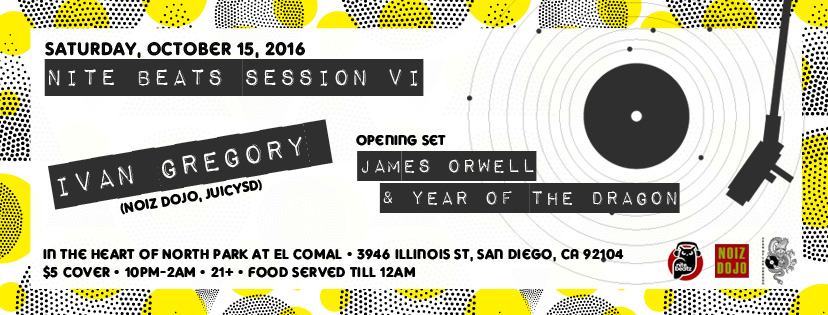 SATURDAY, OCTOBER 15, 2016
NITE BEATS SESSION VI
IVAN GREGORY
(NOIZ DOJO, JUICYSD)
OPENING SET
JAMES ORWELL
& YEAR OF THE DRAGON
IN THE HEART OF NORTH PARK AT EL COMAL • 3946 ILLINOIS ST, SAN DIEGO, CA 92104
$5 COVER • 10PM-2AM • 21+ • FOOD SERVED TILL 12AM
NOIZ
DOJO